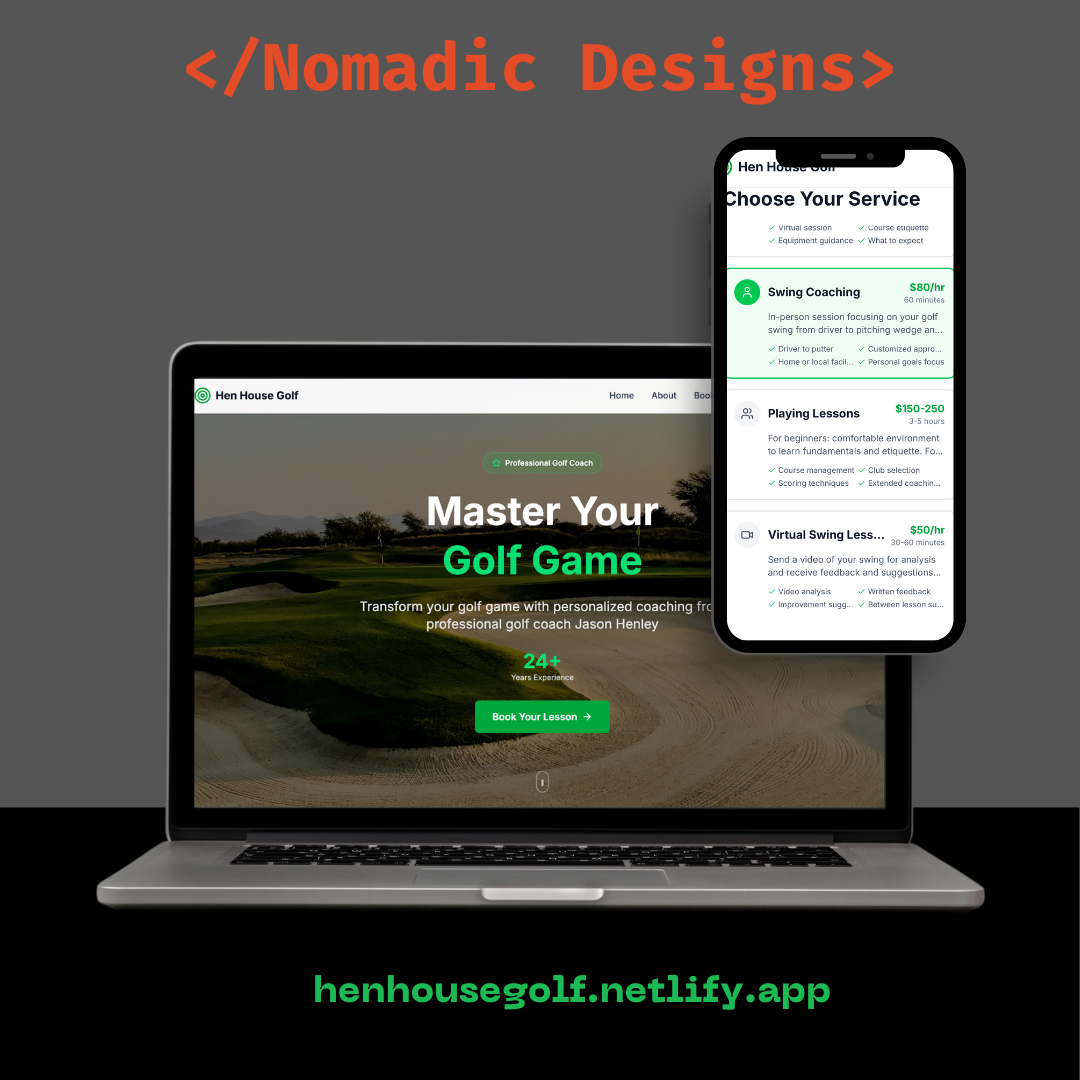 </Nomadic Designs>
Hen House Golf
Choose Your Service
✓ Virtual session ✓ Course etiquette
✓ Equipment guidance ✓ What to expect
Swing Coaching $80/hr
60 minutes
In-person session focusing on your golf
swing from driver to pitching wedge an...
✓ Driver to putter ✓ Customized appro...
✓ Home or local facil... ✓ Personal goals focus
Playing Lessons $150-250
3-5 hours
For beginners: comfortable environment
to learn fundamentals and etiquette. Fo...
✓ Course management ✓ Club selection
✓ Scoring techniques ✓ Extended coachin...
Virtual Swing Less... $50/hr
30-60 minutes
Send a video of your swing for analysis
and receive feedback and suggestions...
✓ Video analysis ✓ Written feedback
✓ Improvement sugg... ✓ Between lesson su...
Hen House Golf Home About
Professional Golf Coach
Master Your
Golf Game
Transform your golf game with personalized coaching
professional golf coach Jason Henley
24+
Years Experience
Book Your Lesson →
henhousegolf.netlify.app